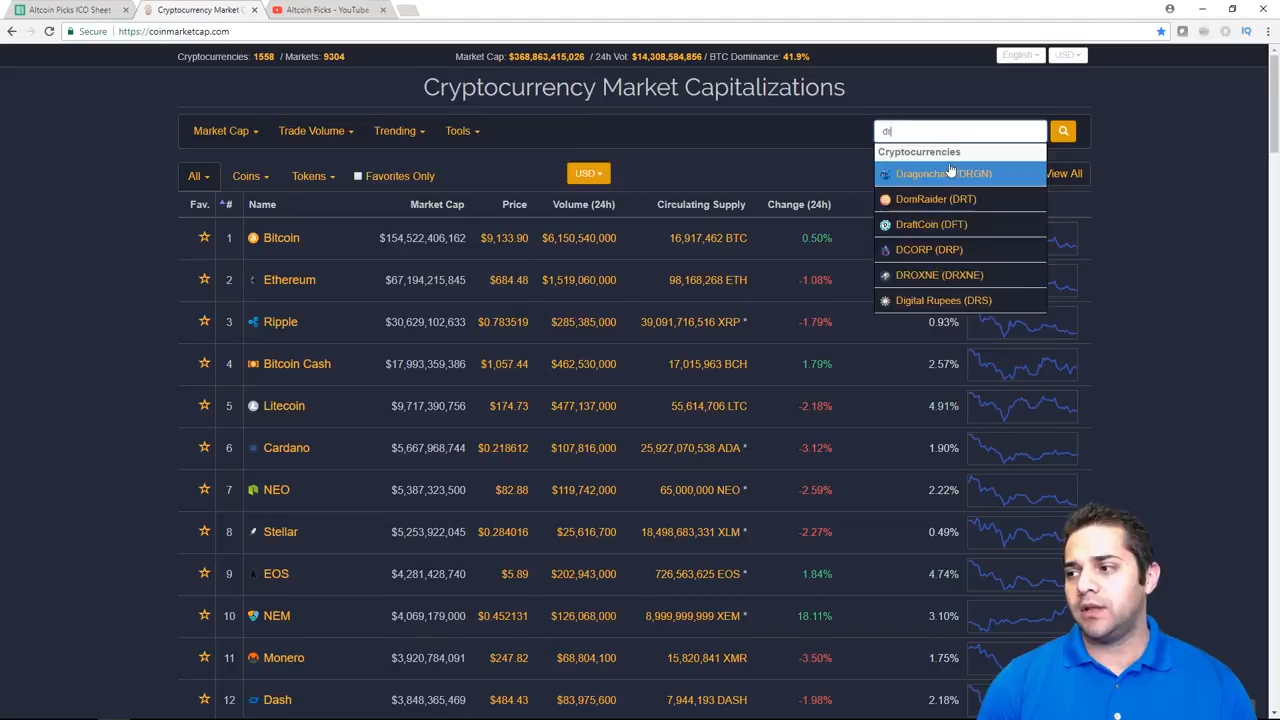 Altcoin Picks ICO Sheet
Cryptocurrency Market C
Altcoin Picks - YouTube
Secure https://coinmarketcap.com
Cryptocurrencies: 1558 / Markets: 9204
/ 24h Vol: / BTC Dominance: 41.9%
English USD
Cryptocurrency Market Capitalizations
Market Cap Trade Volume Trending Tools
dr
Cryptocurrencies
Dragonchain (DRGN)
DomRaider (DRT)
DraftCoin (DFT)
DCORP (DRP)
DROXNE (DRXNE)
Digital Rupees (DRS)
All Coins Tokens Favorites Only USD View All
Fav. # Name Market Cap Price Volume (24h) Circulating Supply Change (24h)
1 Bitcoin $154,522,406,162 $9,133.90 $6,150,540,000 16,917,462 BTC 0.50%
2 Ethereum $67,194,215,845 $684.48 $1,519,060,000 98,168,268 ETH -1.08%
3 Ripple $30,629,102,633 $0.783519 $285,385,000 39,091,716,516 XRP * -1.79% 0.93%
4 Bitcoin Cash $17,993,359,386 $1,057.44 $462,530,000 17,015,963 BCH 1.79% 2.57%
5 Litecoin $9,717,390,756 $174.73 $477,137,000 55,614,706 LTC -2.18% 4.91%
6 Cardano $5,667,968,744 $0.218612 $107,816,000 25,927,070,538 ADA * -3.12% 1.90%
7 NEO $5,387,323,500 $82.88 $119,742,000 65,000,000 NEO * -2.59% 2.22%
8 Stellar $5,253,922,045 $0.284016 $25,616,700 18,498,683,331 XLM * -2.27% 0.49%
9 EOS $4,281,428,740 $5.89 $202,943,000 726,563,625 EOS * 1.84% 4.74%
10 NEM $4,069,179,000 $0.452131 $126,068,000 8,999,999,999 XEM * 18.11% 3.10%
11 Monero $3,920,784,091 $247.82 $68,804,100 15,820,841 XMR -3.50% 1.75%
12 Dash $3,848,365,469 $484.43 $83,975,600 7,944,193 DASH -1.98% 2.18%